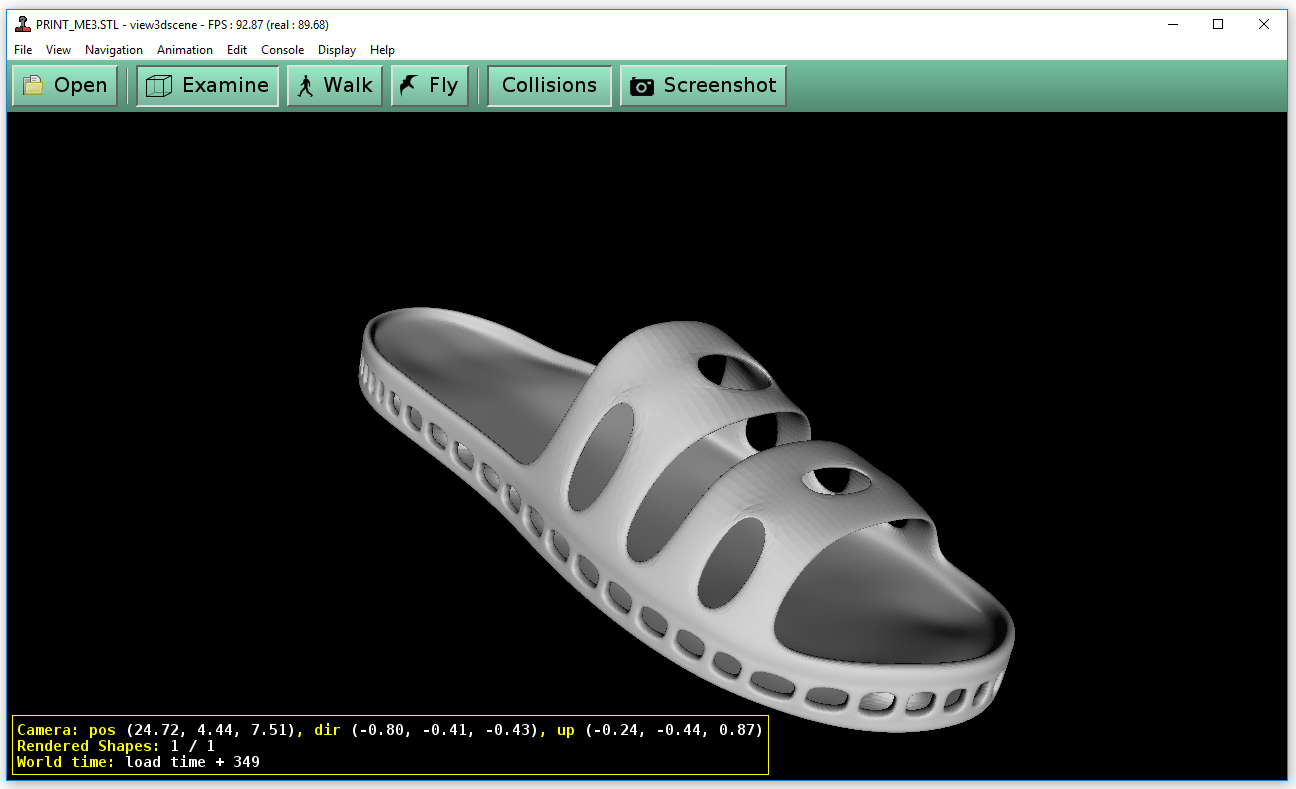 PRINT_ME3.STL - view3dscene - FPS : 92.87 (real : 89.68)
File View Navigation Animation Edit Console Display Help
Open Examine Walk Fly Collisions Screenshot
Camera: pos (24.72, 4.44, 7.51), dir (-0.80, -0.41, -0.43), up (-0.24, -0.44, 0.87)
Rendered Shapes: 1 / 1
World time: load time + 349